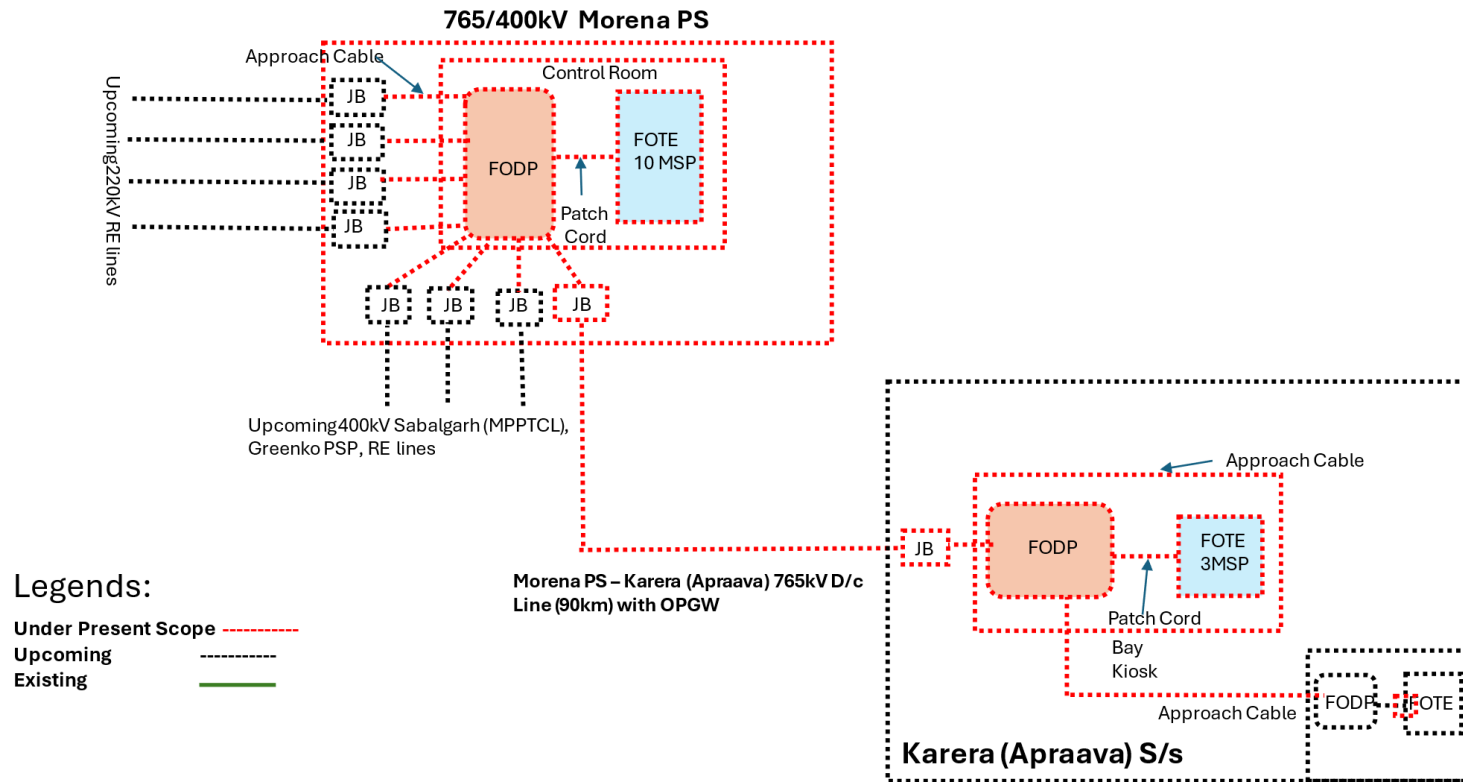 765/400kV Morena PS
Approach Cable
Control Room
Upcoming220kV RE lines
JB
JB
JB
JB
FODP
FOTE
10 MSP
Patch
Cord
JB
JB
JB
JB
Upcoming400kV Sabalgarh (MPPTCL),
Greenko PSP, RE lines
Approach Cable
JB
FODP
FOTE
3MSP
Patch Cord
Bay
Kiosk
Morena PS – Karera (Apraava) 765kV D/c
Line (90km) with OPGW
Legends:
Under Present Scope
Upcoming
Existing
Approach Cable
FODP
FOTE
Karera (Apraava) S/s